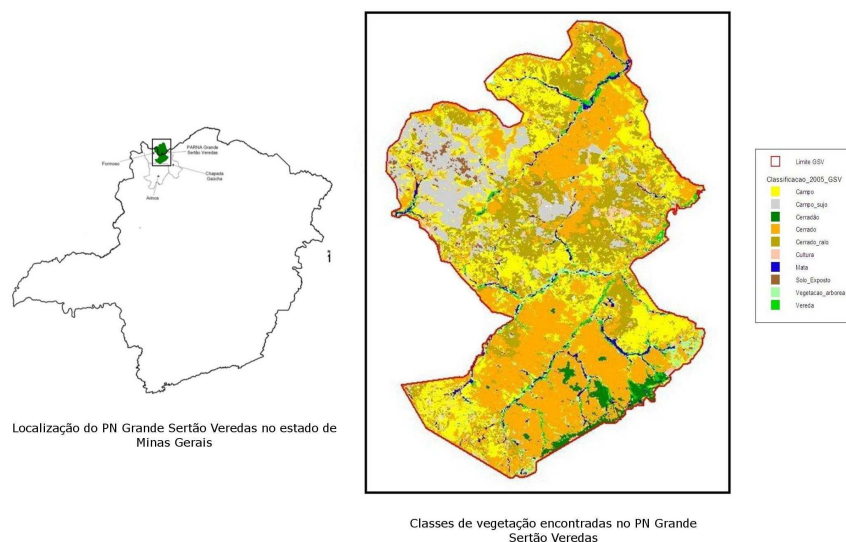 PARNA Grande
Sertão Veredas
Formoso
Chapada
Gaúcha
Arinos
Localização do PN Grande Sertão Veredas no estado de
Minas Gerais
Classes de vegetação encontradas no PN Grande
Sertão Veredas
Limite GSV
Classificacao_2005_GSV
Campo
Campo_sujo
Cerradão
Cerrado
Cerrado_ralo
Cultura
Mata
Solo_Exposto
Vegetacao_arborea
Vereda